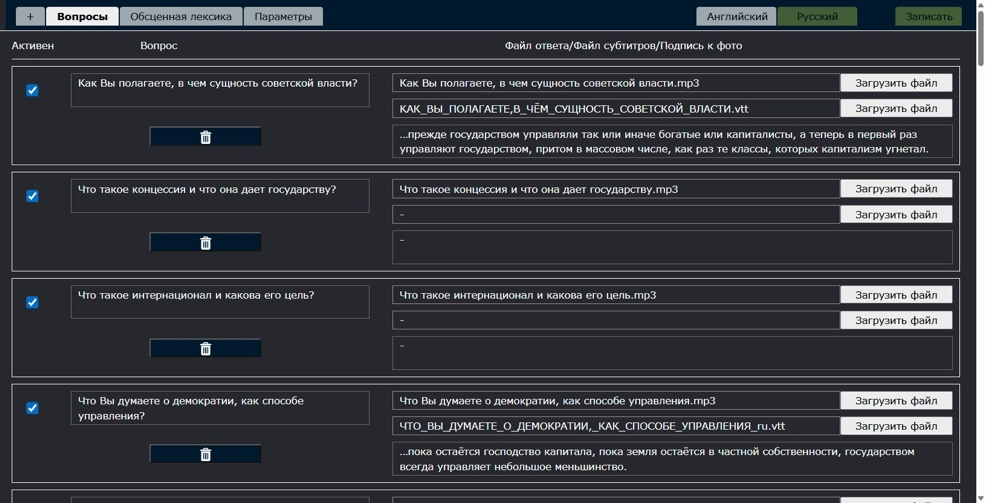 + Вопросы Обсценная лексика Параметры Английский Русский Записать
Активен Вопрос Файл ответа/Файл субтитров/Подпись к фото
Как Вы полагаете, в чем сущность советской власти?
Как Вы полагаете, в чем сущность советской власти.mp3 Загрузить файл
КАК_ВЫ_ПОЛАГАЕТЕ,В_ЧЁМ_СУЩНОСТЬ_СОВЕТСКОЙ_ВЛАСТИ.vtt Загрузить файл
...прежде государством управляли так или иначе богатые или капиталисты, а теперь в первый раз
управляют государством, притом в массовом числе, как раз те классы, которых капитализм угнетал.
Что такое концессия и что она дает государству?
Что такое концессия и что она дает государству.mp3 Загрузить файл
- Загрузить файл
-
Что такое интернационал и какова его цель?
Что такое интернационал и какова его цель.mp3 Загрузить файл
- Загрузить файл
-
Что Вы думаете о демократии, как способе
управления?
Что Вы думаете о демократии, как способе управления.mp3 Загрузить файл
ЧТО_ВЫ_ДУМАЕТЕ_О_ДЕМОКРАТИИ,_КАК_СПОСОБЕ_УПРАВЛЕНИЯ_ru.vtt Загрузить файл
...пока остаётся господство капитала, пока земля остаётся в частной собственности, государством
всегда управляет небольшое меньшинство.